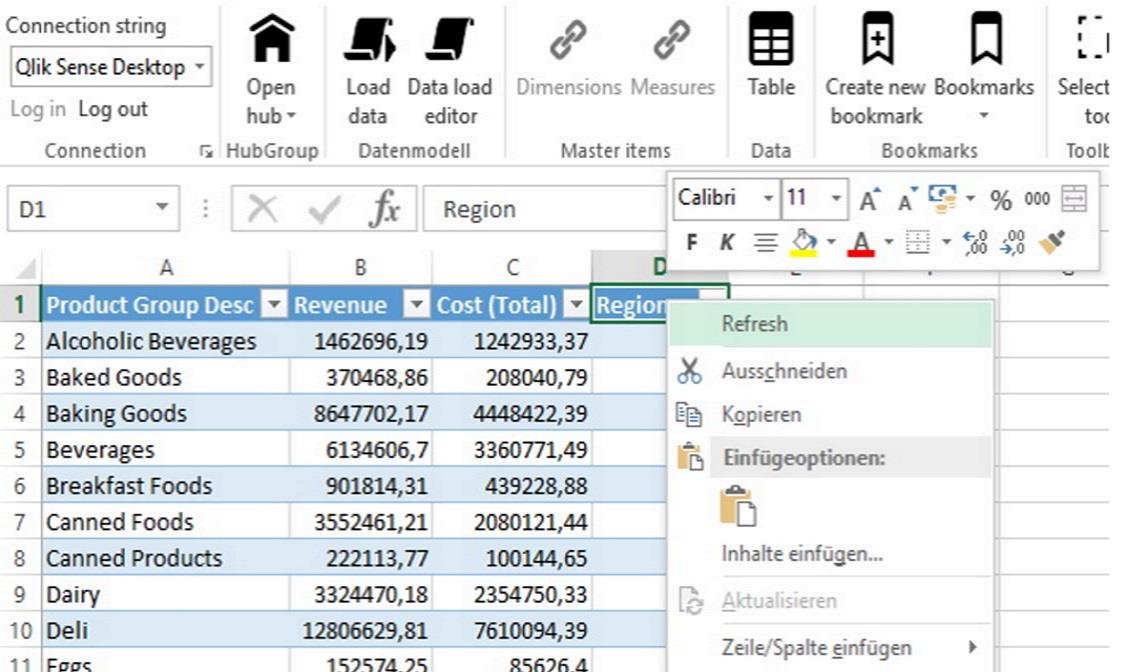 Connection string
Qlik Sense Desktop
Log in Log out
Connection
Open
hub
HubGroup
Load
data
Data load
editor
Datenmodell
Dimensions Measures
Master items
Table
Data
Create new
bookmark
Bookmarks
Bookmarks
Select
D1
fx
Region
Calibri 11 A A % 000
F K A ,00 ,00
A B C D
1 Product Group Desc Revenue Cost (Total) Region
2 Alcoholic Beverages 1462696,19 1242933,37
3 Baked Goods 370468,86 208040,79
4 Baking Goods 8647702,17 4448422,39
5 Beverages 6134606,7 3360771,49
6 Breakfast Foods 901814,31 439228,88
7 Canned Foods 3552461,21 2080121,44
8 Canned Products 222113,77 100144,65
9 Dairy 3324470,18 2354750,33
10 Deli 12806629,81 7610094,39
11 Eggs 152574,25 85626,4
Refresh
Ausschneiden
Kopieren
Einfügeoptionen:
Inhalte einfügen...
Aktualisieren
Zeile/Spalte einfügen